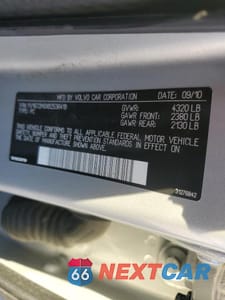 MFD. BY VOLVO CAR CORPORATION
DATE: 09/10
TYPE: PC
GVWR: 4320 LB
GAWR FRONT: 2380 LB
GAWR REAR: 2130 LB
THIS VEHICLE CONFORMS TO ALL APPLICABLE FEDERAL MOTOR
VEHICLE SAFETY, BUMPER, AND THEFT PREVENTION STANDARDS
IN EFFECT ON THE DATE OF MANUFACTURE SHOWN ABOVE.
66 NEXTCAR